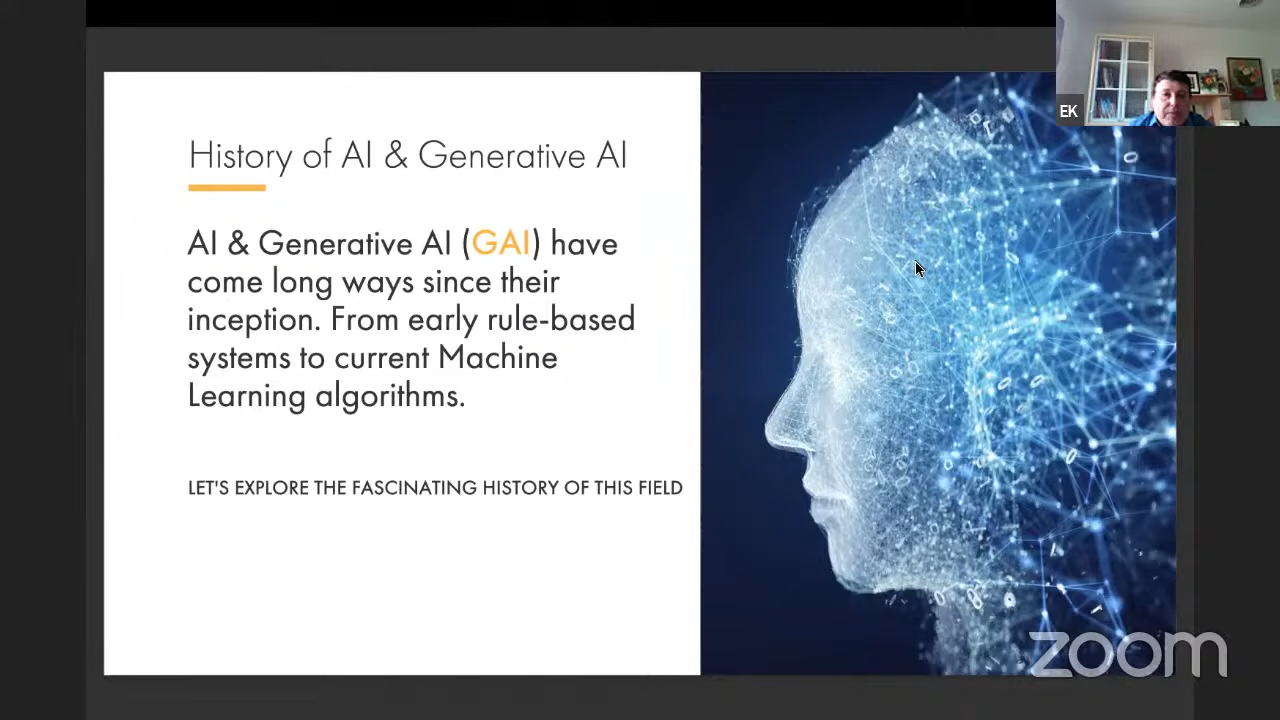 History of AI & Generative AI
AI & Generative AI (GAI) have
come long ways since their
inception. From early rule-based
systems to current Machine
Learning algorithms.
LET'S EXPLORE THE FASCINATING HISTORY OF THIS FIELD
EK
zoom